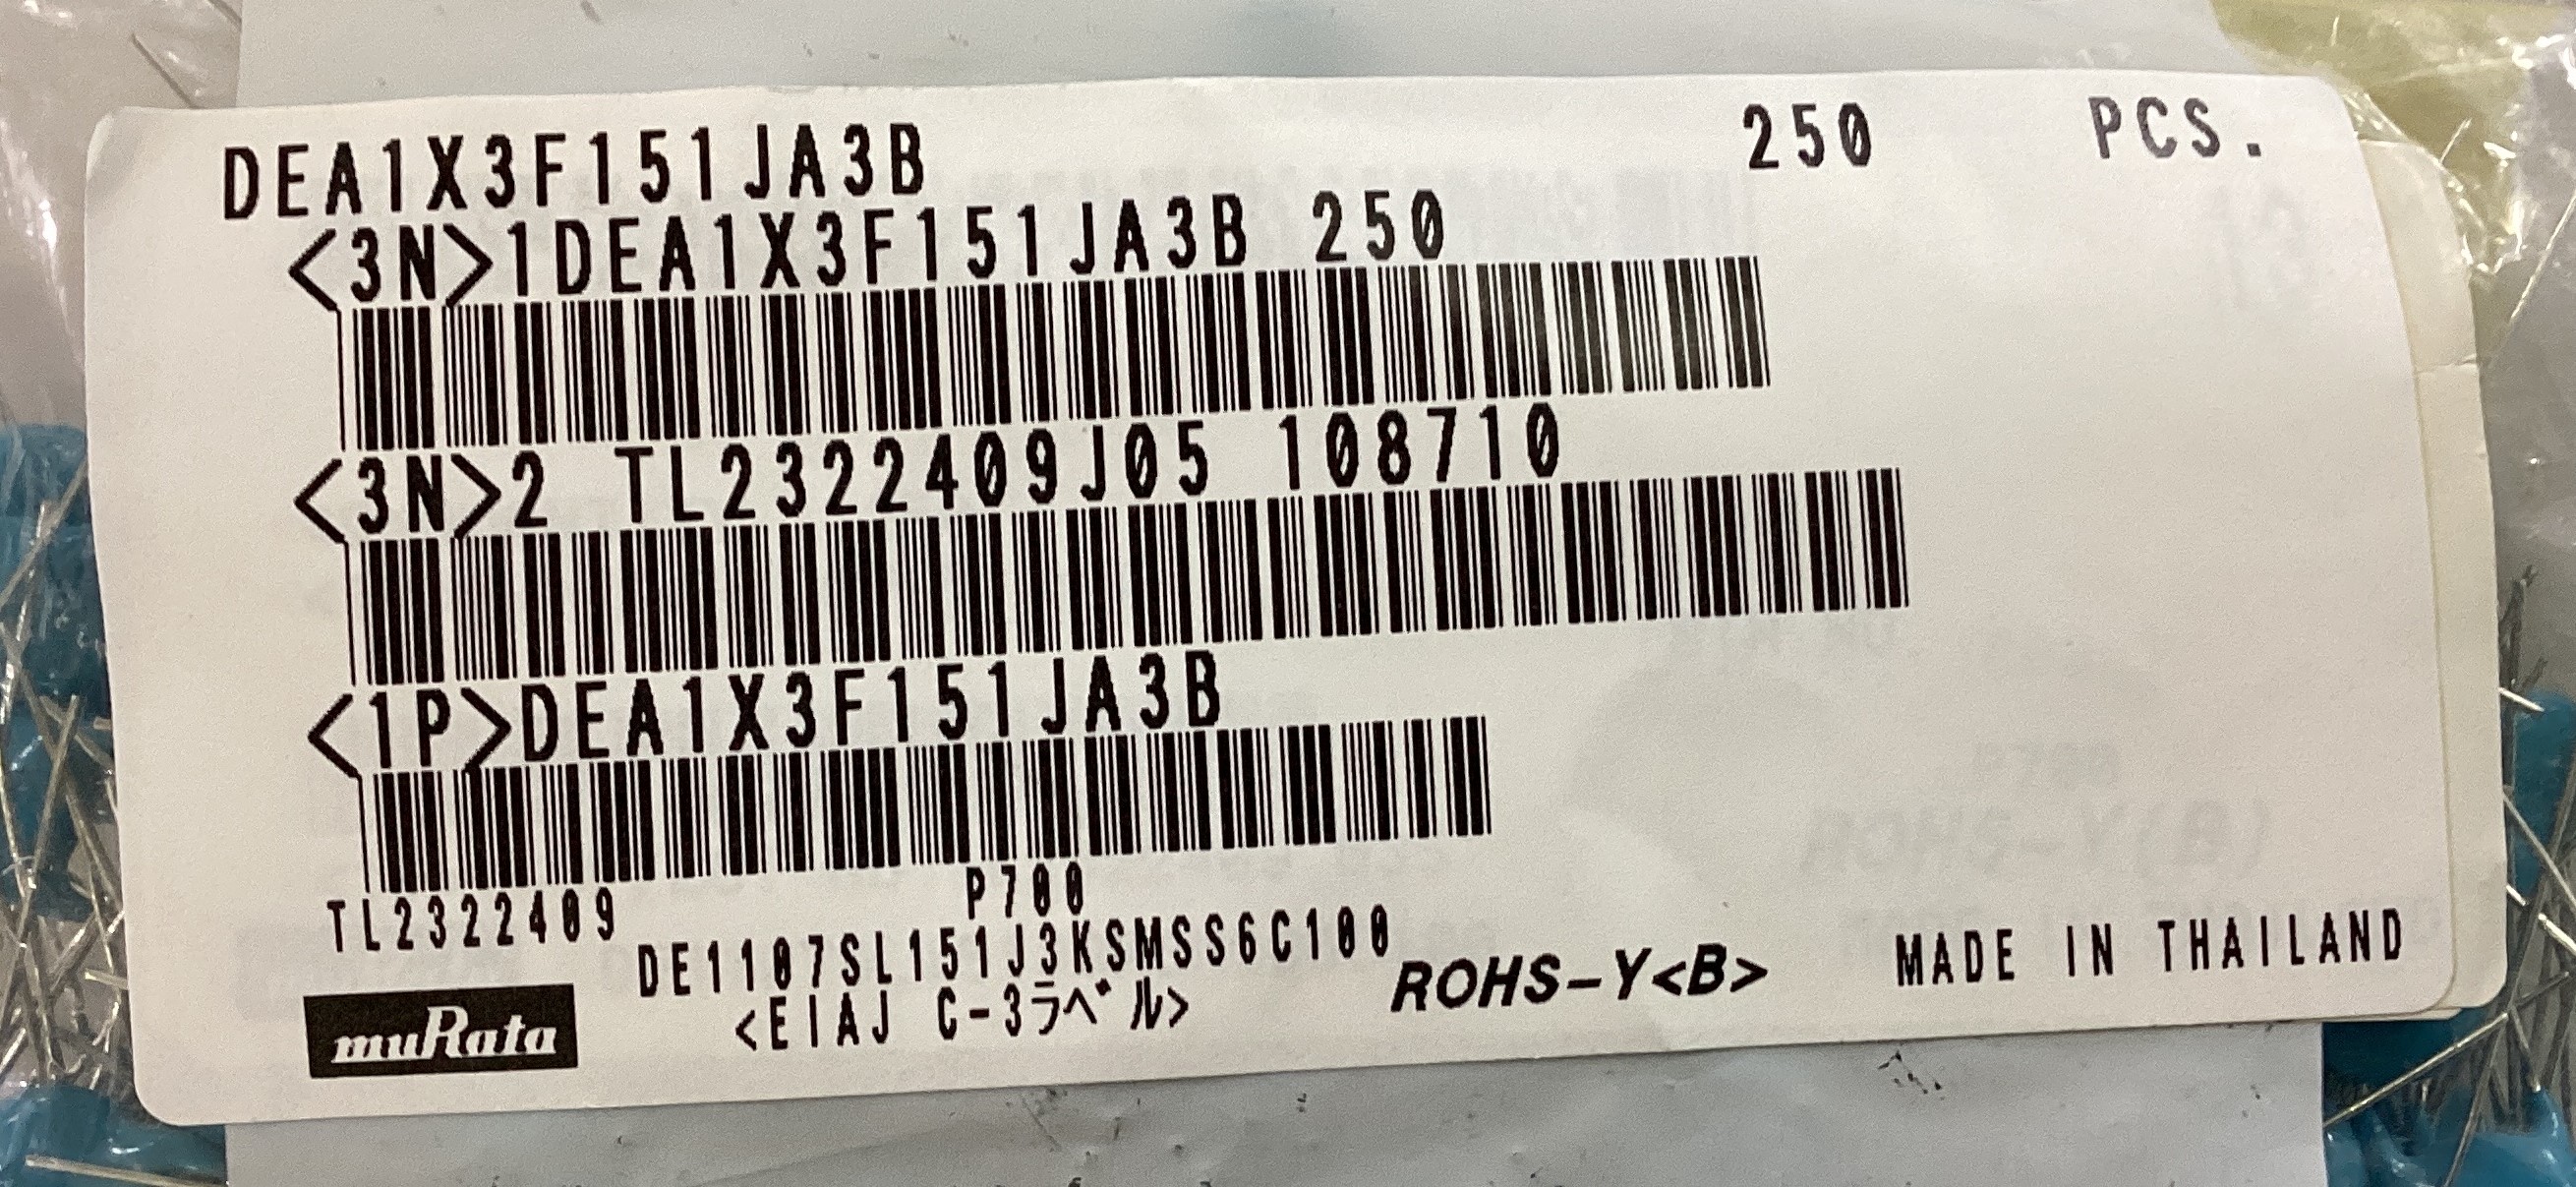 DEA1X3F151JA3B 250 PCS.
<3N>1DEA1X3F151JA3B 250
<3N>2 TL2322409J05 108710
<1P>DEA1X3F151JA3B
P700
TL2322409
DE1107SL151J3KSMSS6C100
<EIAJ C-3ラベル>
ROHS-Y<B>
MADE IN THAILAND
muRata